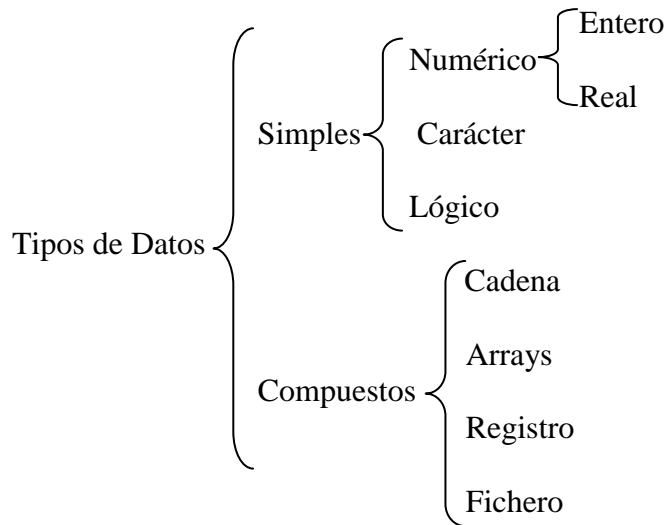 Entero
Numérico
Real
Simples
Carácter
Lógico
Tipos de Datos
Cadena
Arrays
Compuestos
Registro
Fichero